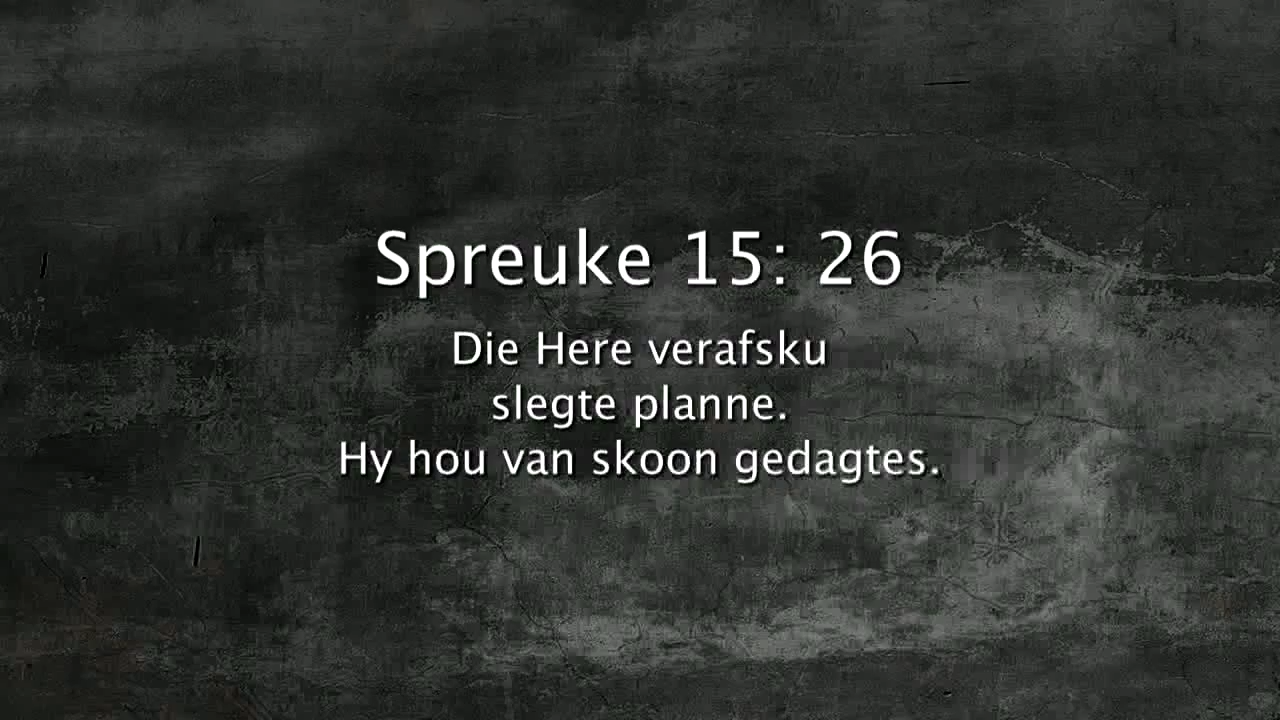 Spreuke 15: 26
Die Here verafsku
slegte planne.
Hy hou van skoon gedagtes.